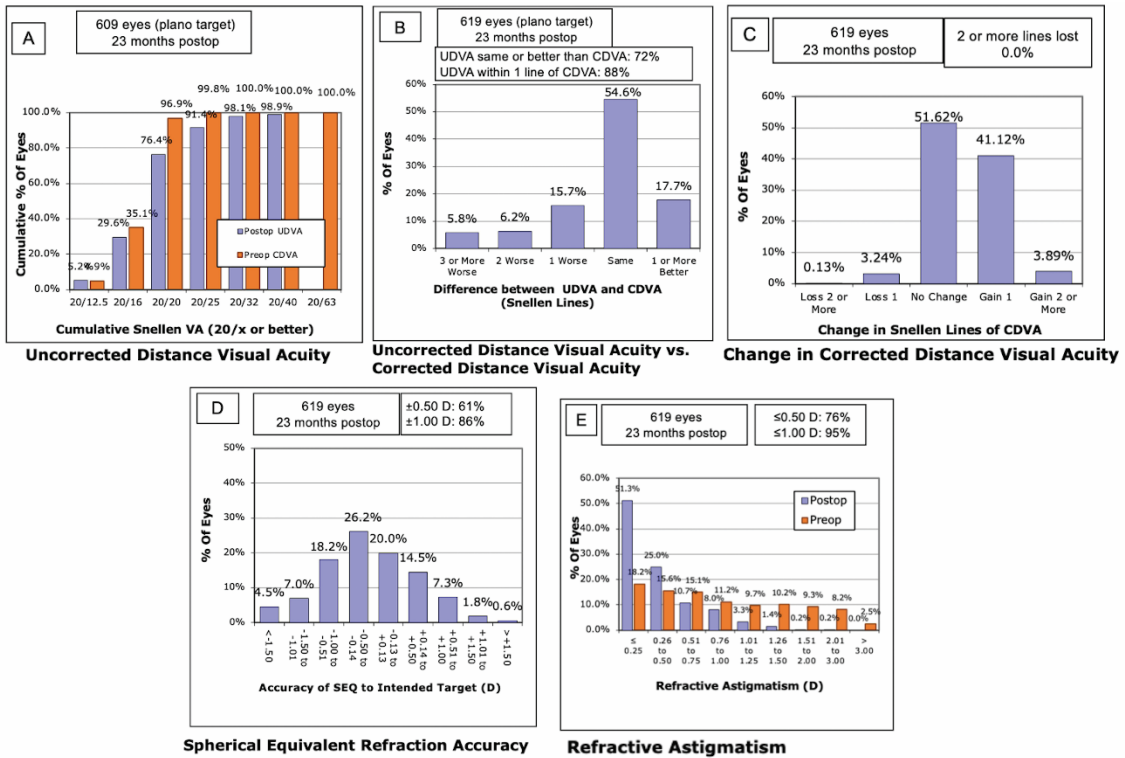 A
609 eyes (plano target)
23 months postop
100.0%
80.0%
60.0%
40.0%
20.0%
0.0%
Cumulative % Of Eyes
5.2%
4.9%
29.6%
35.1%
76.4%
96.9%
91.4%
99.8%
98.1%
100.0%
98.9%
100.0%
100.0%
Postop UDVA
Preop CDVA
20/12.5 20/16 20/20 20/25 20/32 20/40 20/63
Cumulative Snellen VA (20/x or better)
Uncorrected Distance Visual Acuity
B
619 eyes (plano target)
23 months postop
UDVA same or better than CDVA: 72%
UDVA within 1 line of CDVA: 88%
60%
50%
40%
30%
20%
10%
0%
% Of Eyes
5.8%
6.2%
15.7%
54.6%
17.7%
3 or More Worse
2 Worse
1 Worse
Same
1 or More Better
Difference between UDVA and CDVA
(Snellen Lines)
Uncorrected Distance Visual Acuity vs.
Corrected Distance Visual Acuity
C
619 eyes
23 months postop
2 or more lines lost
0.0%
60%
50%
40%
30%
20%
10%
0%
% Of Eyes
0.13%
3.24%
51.62%
41.12%
3.89%
Loss 2 or More
Loss 1
No Change
Gain 1
Gain 2 or More
Change in Snellen Lines of CDVA
Change in Corrected Distance Visual Acuity
D
619 eyes
23 months postop
±0.50 D: 61%
±1.00 D: 86%
50%
40%
30%
20%
10%
0%
% Of Eyes
4.5%
7.0%
18.2%
26.2%
20.0%
14.5%
7.3%
1.8%
0.6%
<-1.50
-1.50 to -1.01
-1.00 to -0.51
-0.50 to -0.14
-0.13 to +0.13
+0.14 to +0.50
+0.51 to +1.00
+1.01 to +1.50
>+1.50
Accuracy of SEQ to Intended Target (D)
Spherical Equivalent Refraction Accuracy
E
619 eyes
23 months postop
≤0.50 D: 76%
≤1.00 D: 95%
60.0%
50.0%
40.0%
30.0%
20.0%
10.0%
0.0%
% Of Eyes
51.3%
18.2%
25.0%
15.6%
10.7%
15.1%
8.0%
11.2%
3.3%
9.7%
1.4%
10.2%
0.2%
9.3%
0.2%
8.2%
0.0%
2.5%
Postop
Preop
≤ 0.25
0.26 to 0.50
0.51 to 0.75
0.76 to 1.00
1.01 to 1.25
1.26 to 1.50
1.51 to 2.00
2.01 to 3.00
> 3.00
Refractive Astigmatism (D)
Refractive Astigmatism